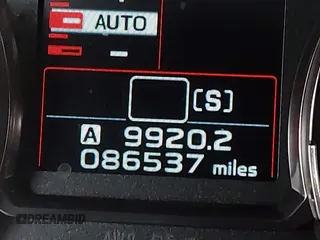 AUTO
[S]
A 9920.2
086537 miles
DREAMBID